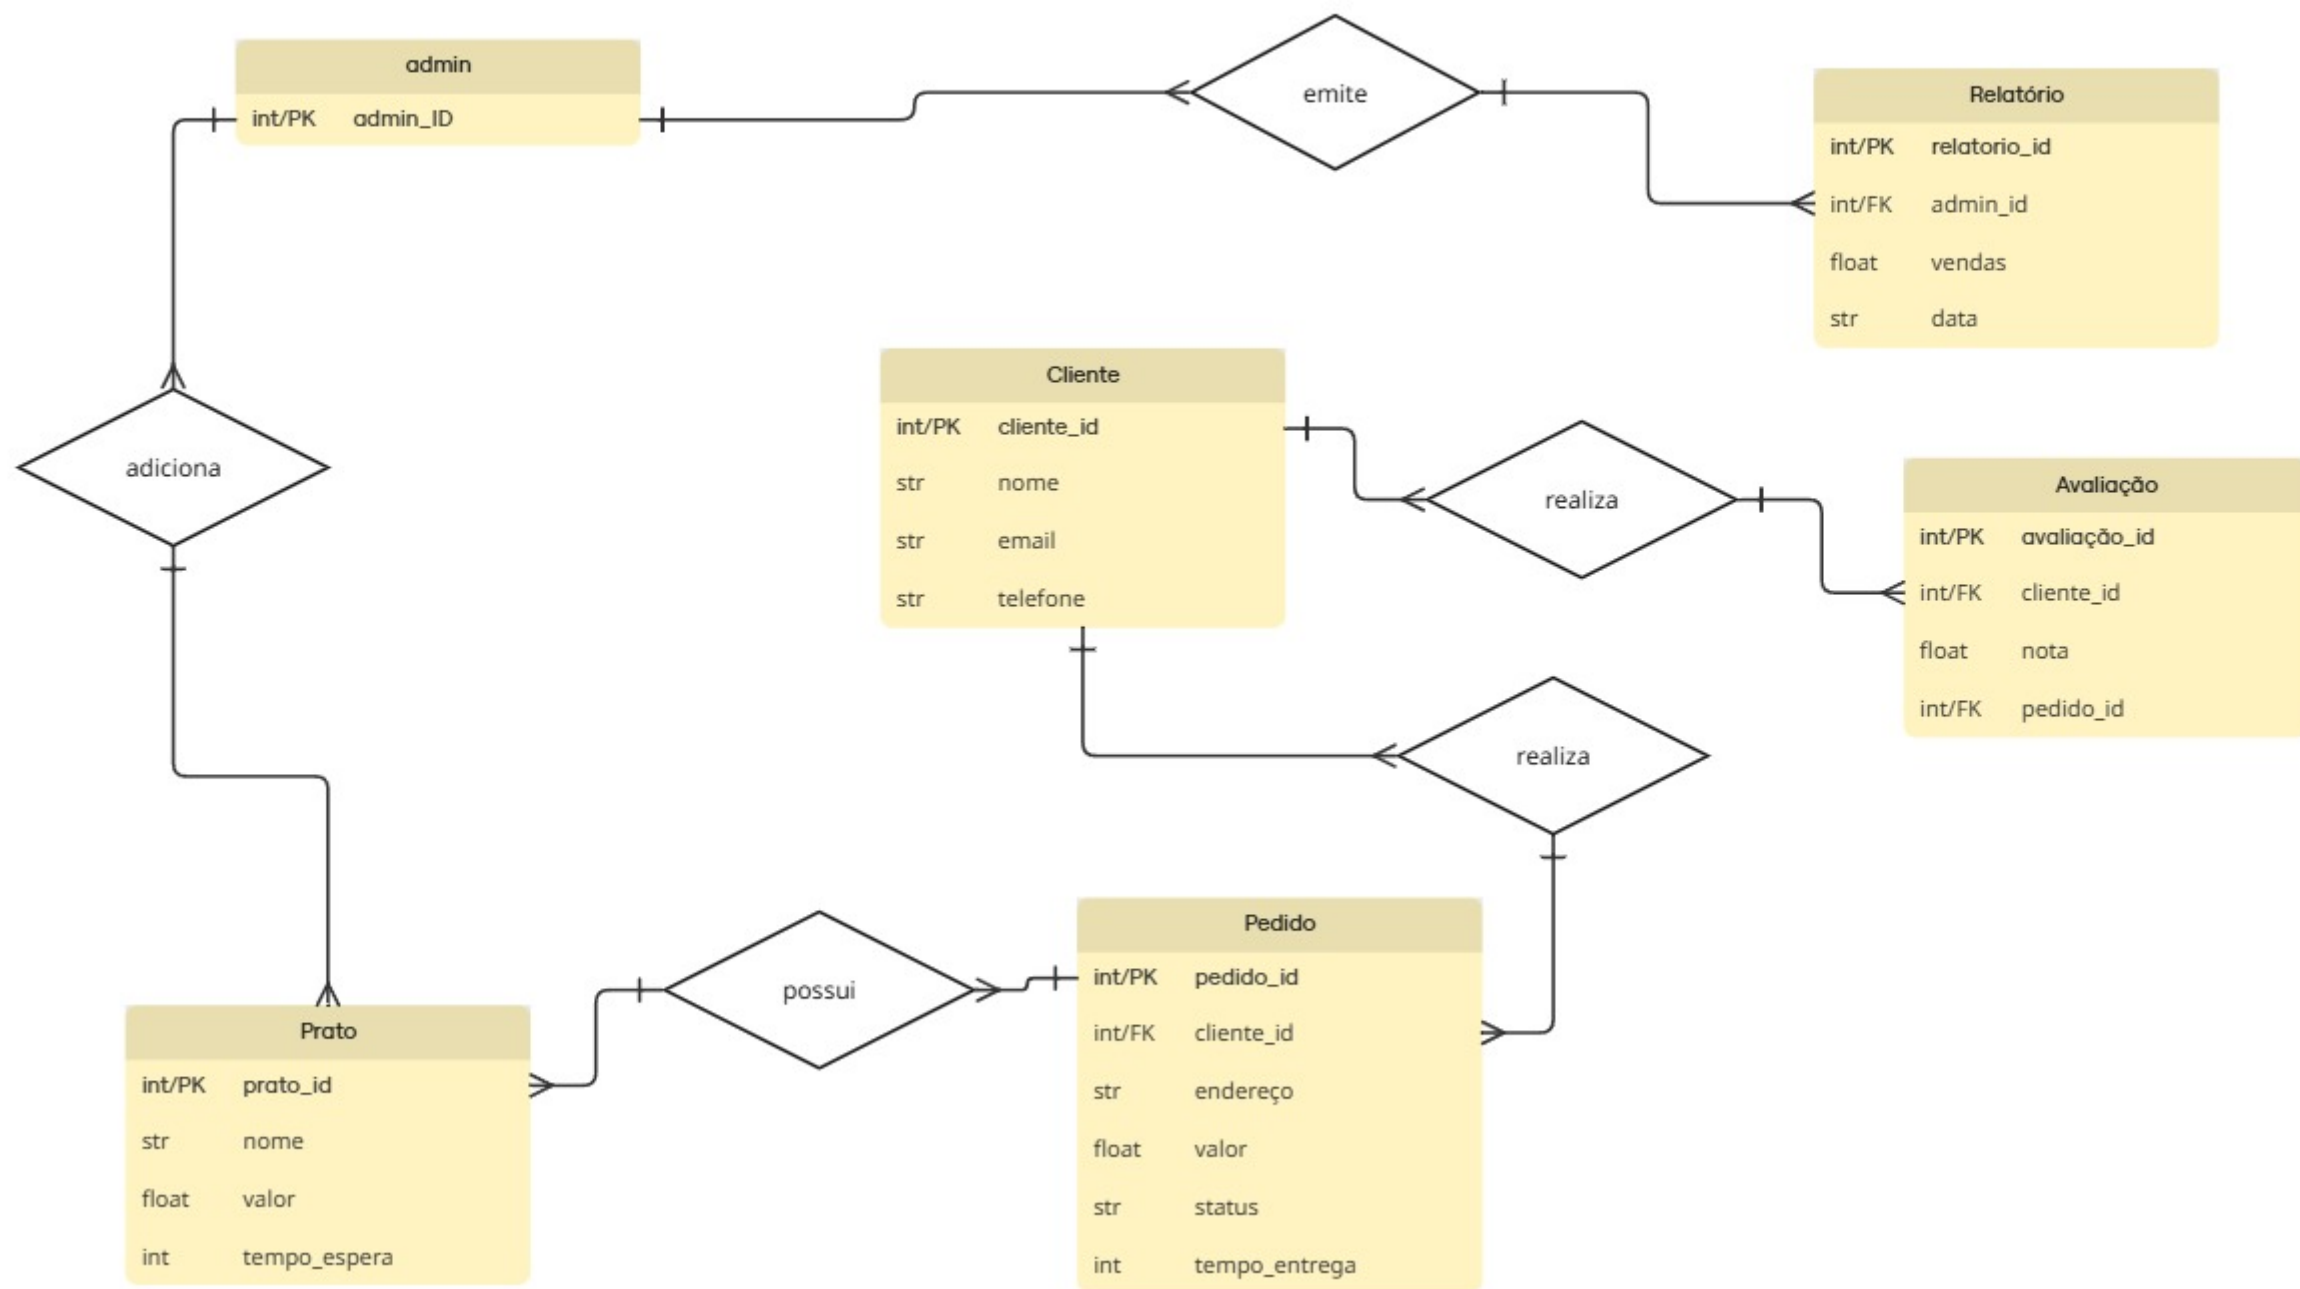 admin
int/PK admin_ID
emite
Relatório
int/PK relatorio_id
int/FK admin_id
float vendas
str data
adiciona
Cliente
int/PK cliente_id
str nome
str email
str telefone
realiza
Avaliação
int/PK avaliação_id
int/FK cliente_id
float nota
int/FK pedido_id
realiza
possui
Pedido
int/PK pedido_id
int/FK cliente_id
str endereço
float valor
str status
int tempo_entrega
Prato
int/PK prato_id
str nome
float valor
int tempo_espera